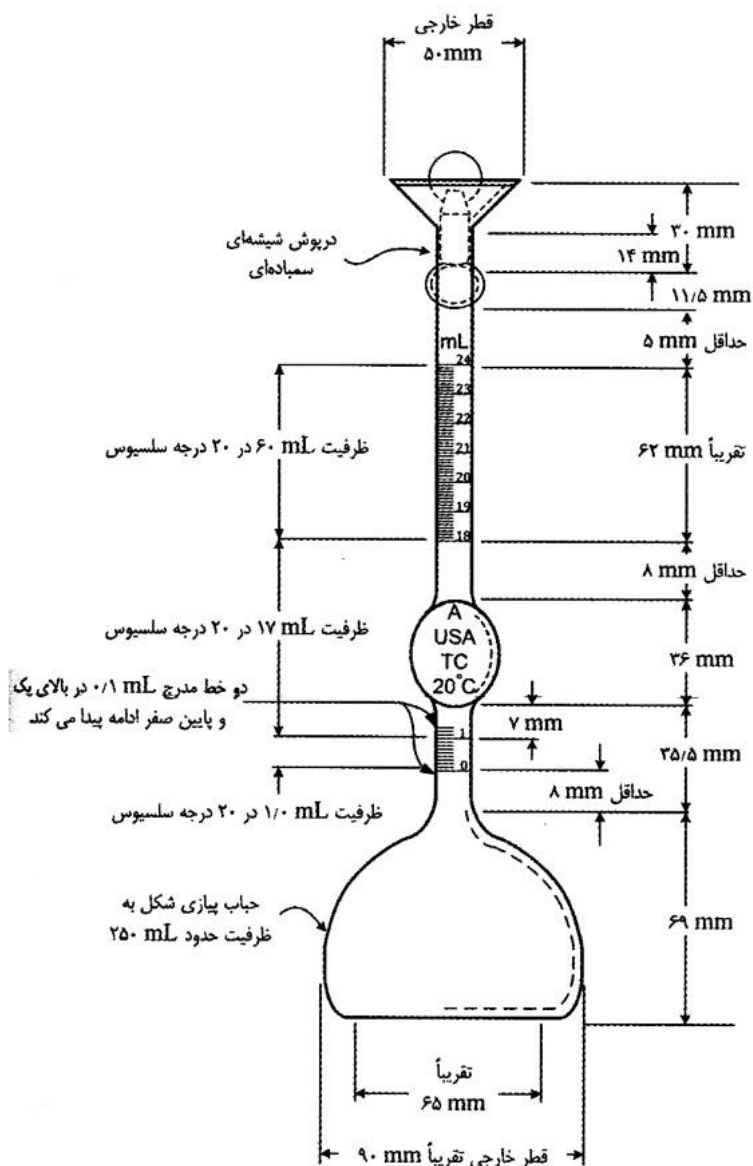 قطر خارجی
۵۰mm
درپوش شیشه‌ای
سمباده‌ای
۳۰ mm
۱۴ mm
۱۱/۵ mm
حداقل ۵ mm
mL
24
23
22
21
20
19
18
ظرفیت ۶۰ mL در ۲۰ درجه سلسیوس
تقریباً ۶۲ mm
حداقل ۸ mm
ظرفیت ۱۷ mL در ۲۰ درجه سلسیوس
A
USA
TC
20°C
۳۶ mm
دو خط مدرج ۰/۱ mL در بالای یک
و پایین صفر ادامه پیدا می کند
1
0
۷ mm
۳۵/۵ mm
حداقل ۸ mm
ظرفیت ۱/۰ mL در ۲۰ درجه سلسیوس
حباب پیازی شکل به
ظرفیت حدود ۲۵۰ mL
۶۹ mm
تقریباً
۶۵ mm
قطر خارجی تقریباً ۹۰ mm